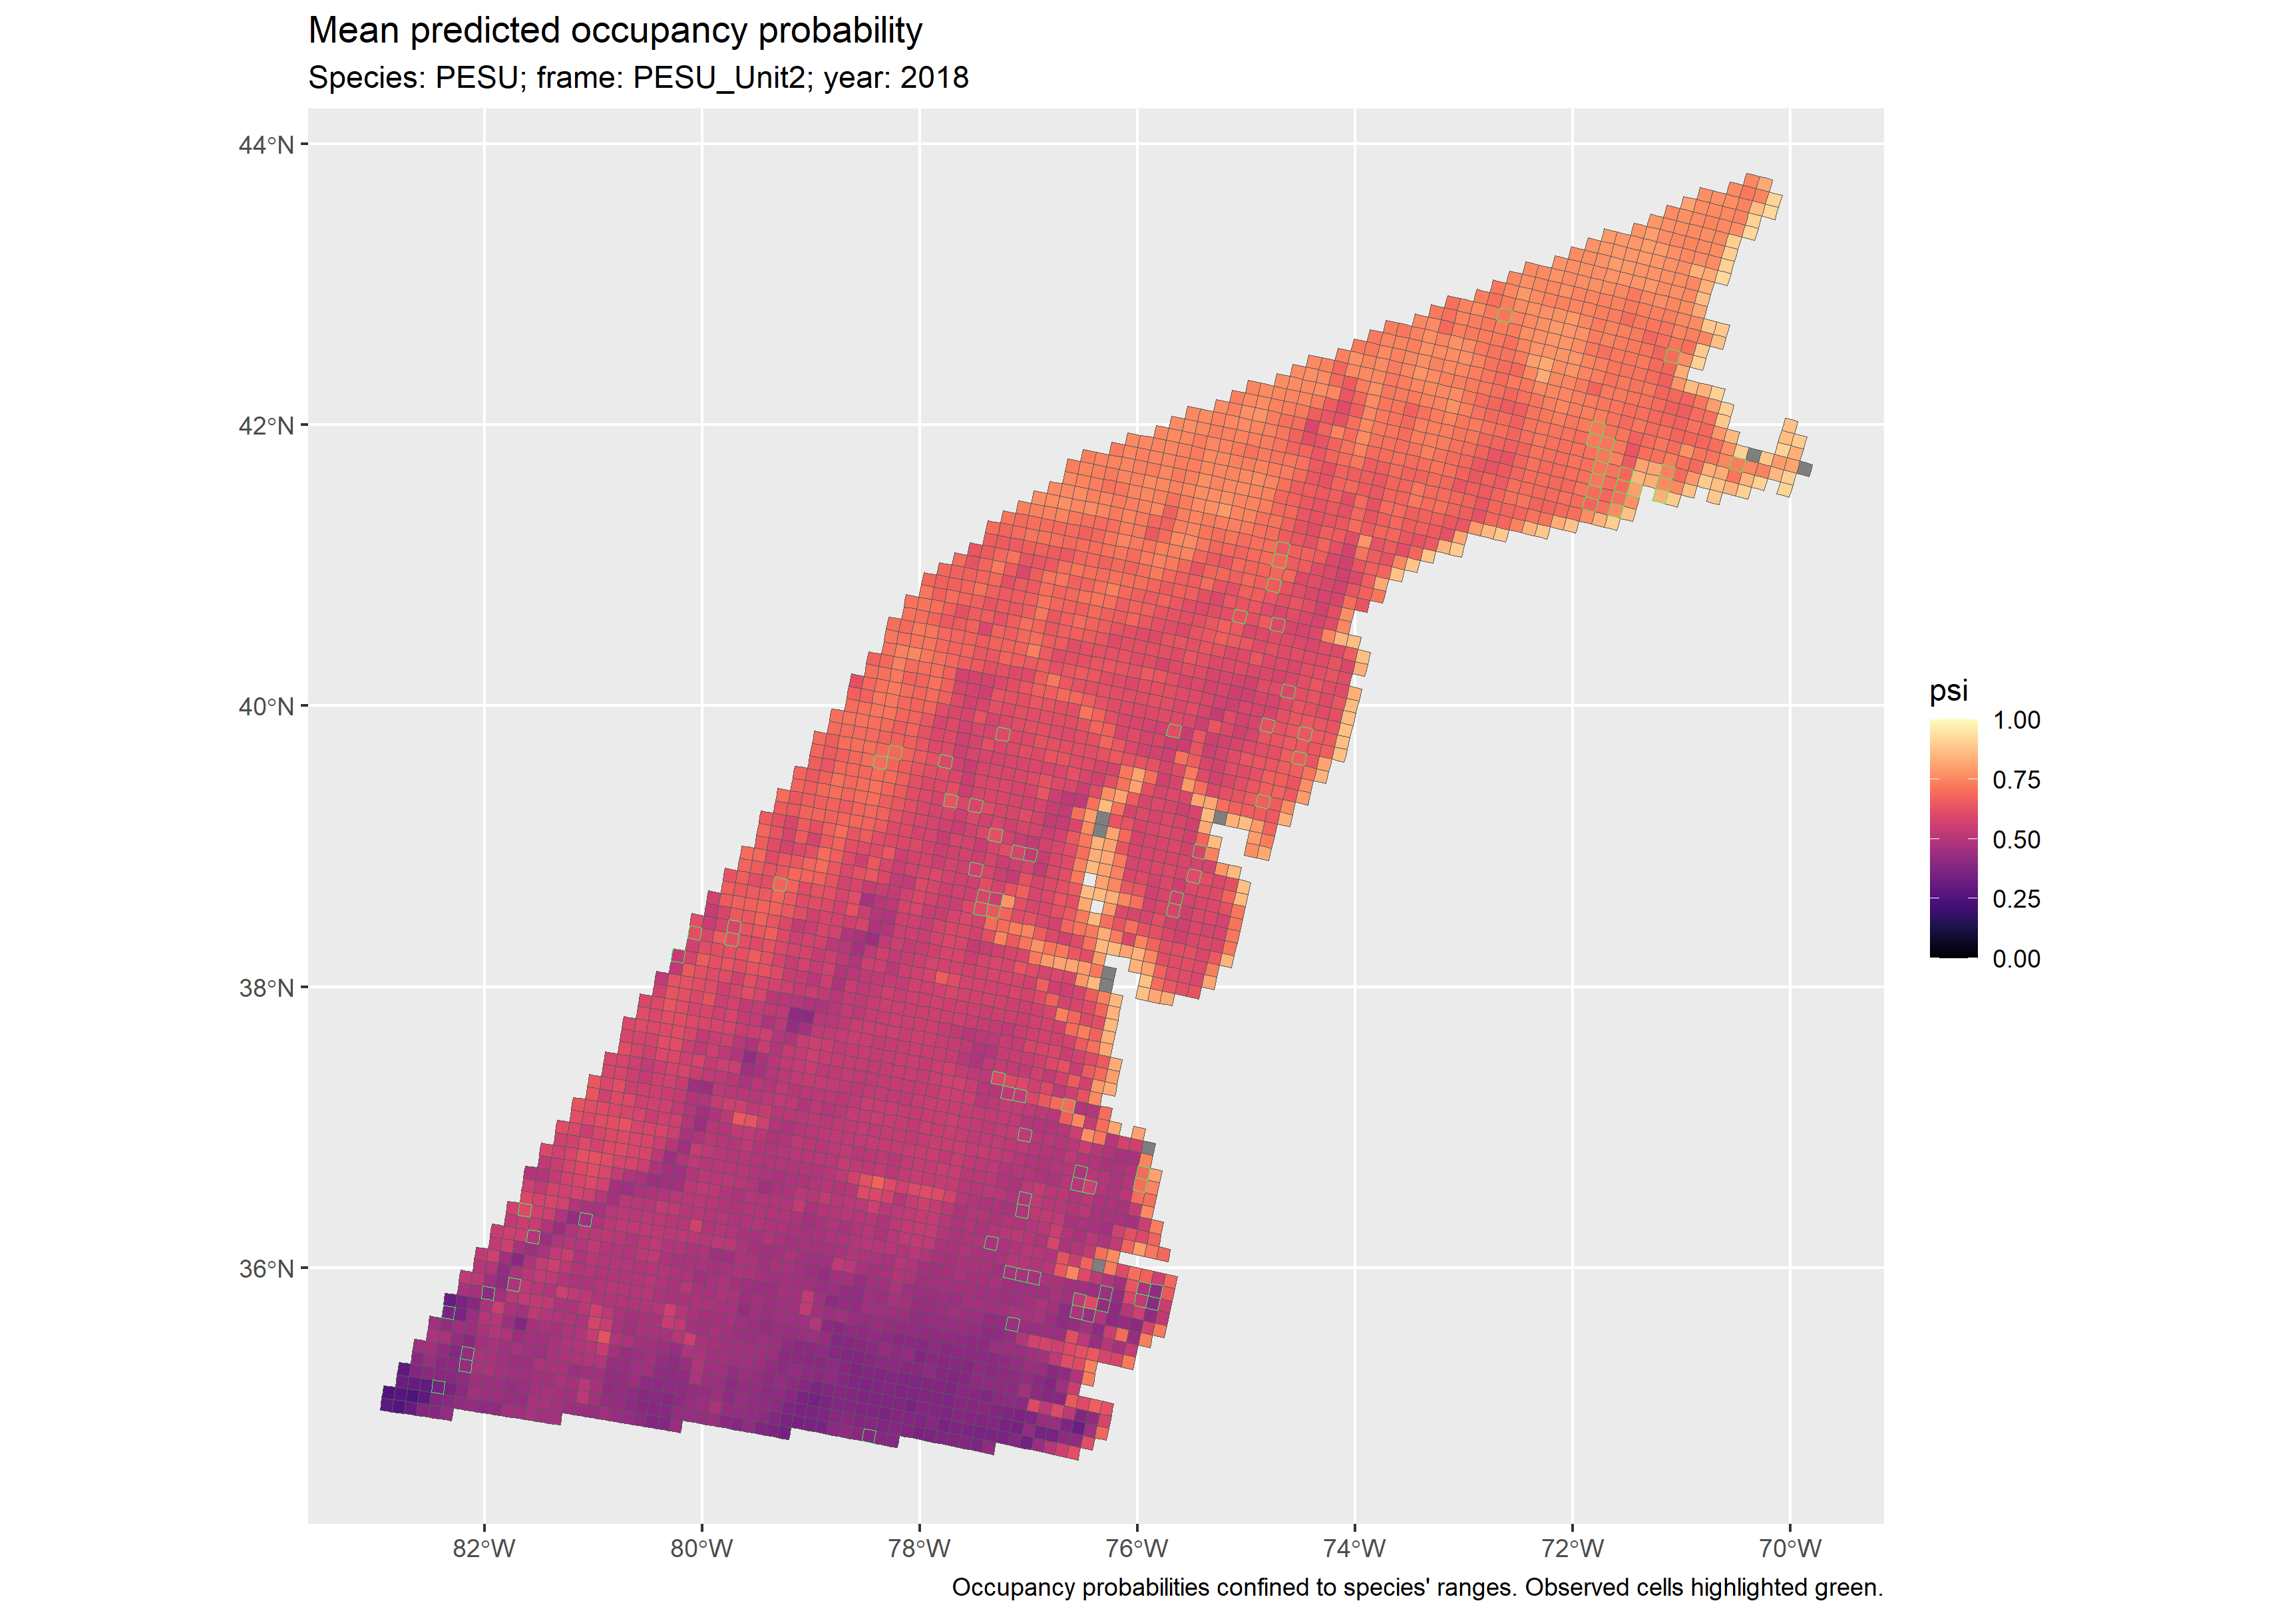 Mean predicted occupancy probability
Species: PESU; frame: PESU_Unit2; year: 2018
44°N
42°N
40°N
38°N
36°N
82°W
80°W
78°W
76°W
74°W
72°W
70°W
psi
1.00
0.75
0.50
0.25
0.00
Occupancy probabilities confined to species' ranges. Observed cells highlighted green.